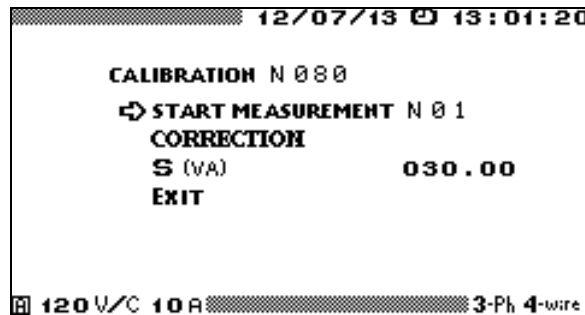 12/07/13 13:01:20
CALIBRATION N 080
START MEASUREMENT N 01
CORRECTION
S (VA) 030.00
EXIT
A 120 V/C 10 A 3-Ph 4-wire